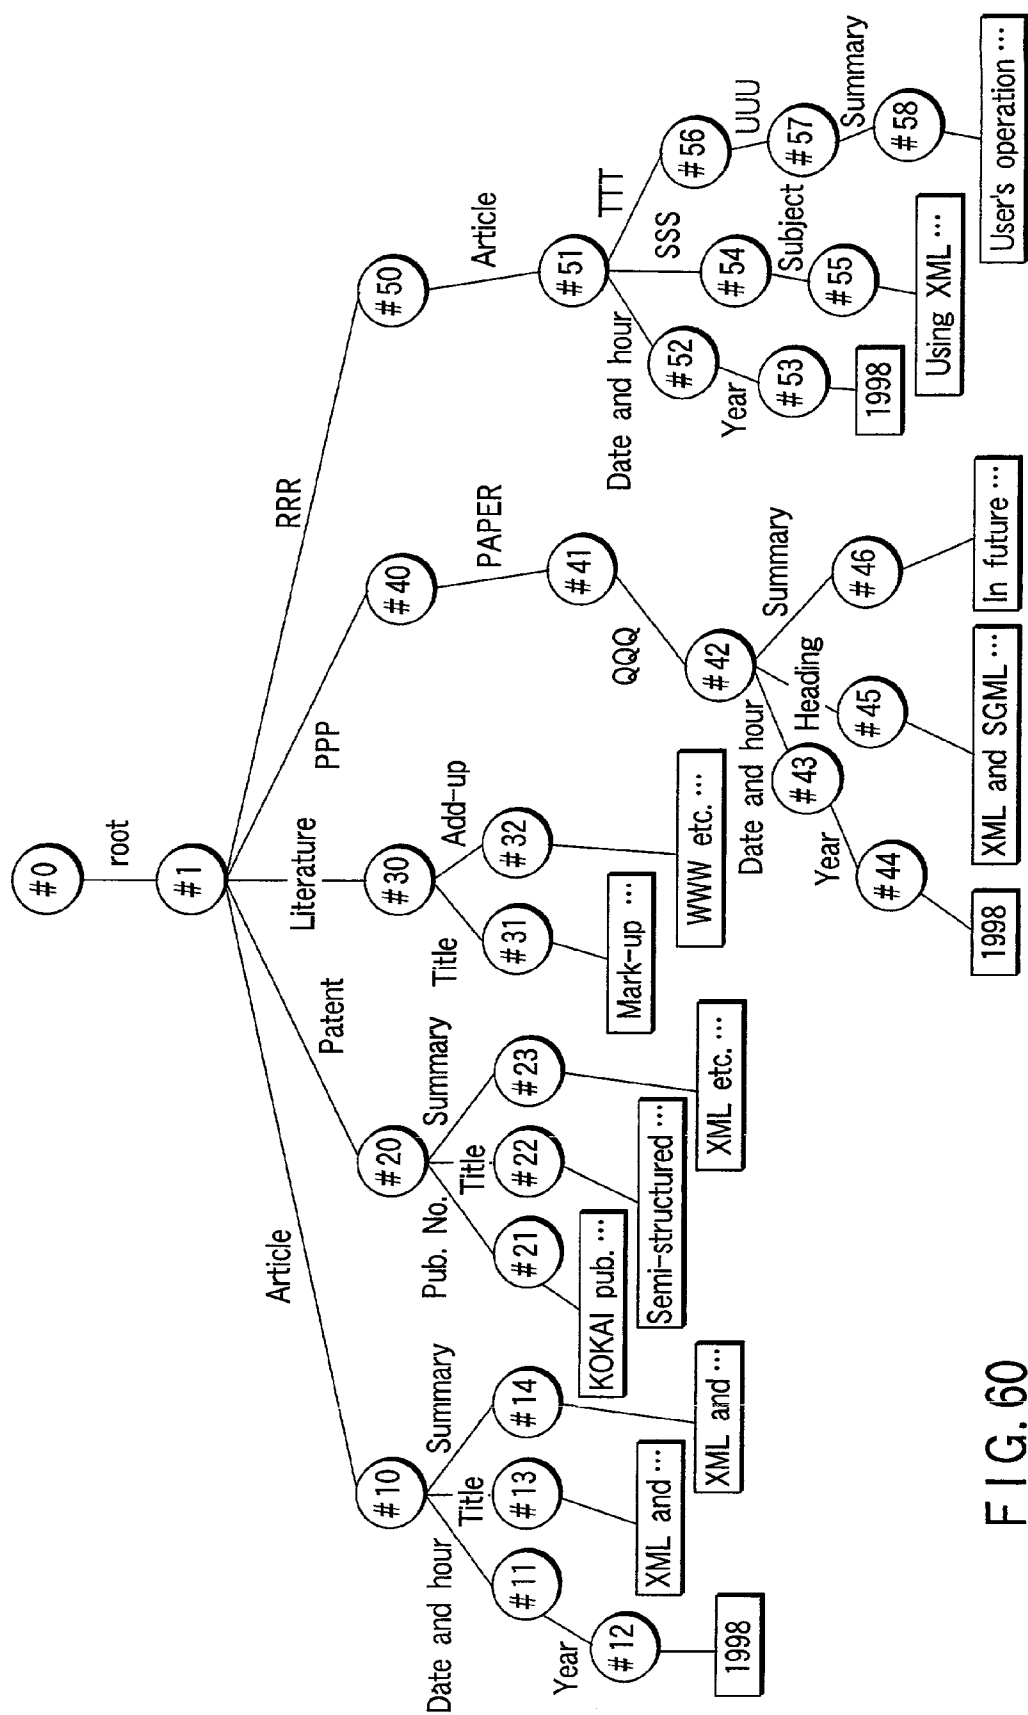 #0
root
#1
Article
Patent
Literature
PPP
RRR
#10
#20
#30
#40
#50
Date and hour
Title
Summary
Pub. No.
Title
Summary
Title
Add-up
PAPER
Article
#11
#13
#14
#21
#22
#23
#31
#32
#41
#51
Year
QQQ
Date and hour
SSS
TTT
#12
KOKAI pub. ...
Mark-up ...
#42
#52
#54
#56
XML and ...
Semi-structured ...
WWW etc. ...
Date and hour
Heading
Summary
Year
Subject
UUU
1998
XML and ...
XML etc. ...
#43
#45
#46
#53
#55
#57
Year
Summary
#44
1998
Using XML ...
#58
1998
XML and SGML ...
In future ...
User's operation ...
FIG. 60